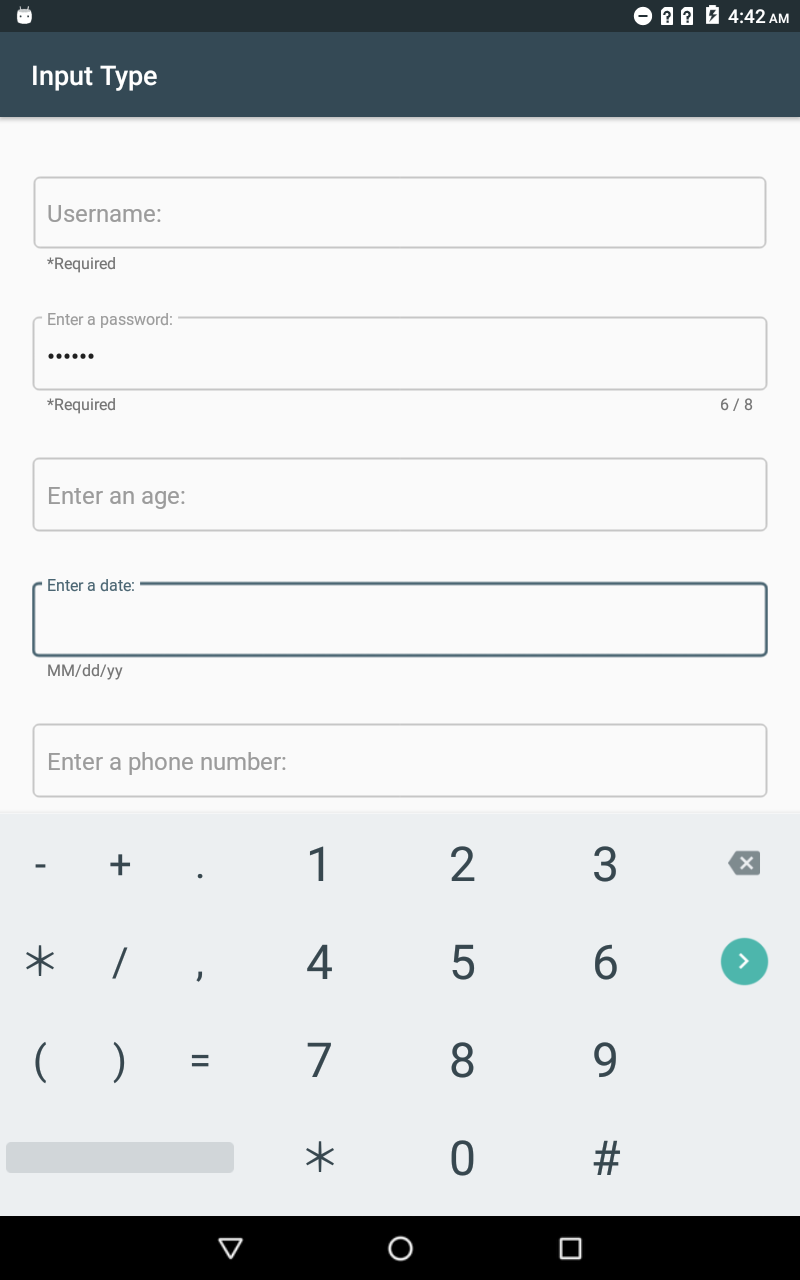 4:42 AM
Input Type
Username:
*Required
Enter a password:
••••••
*Required 6 / 8
Enter an age:
Enter a date:
MM/dd/yy
Enter a phone number:
- + . 1 2 3
* / , 4 5 6
( ) = 7 8 9
* 0 #